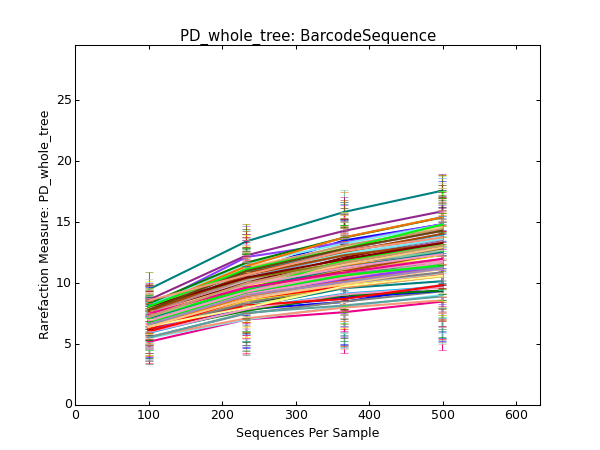 PD_whole_tree: BarcodeSequence
Rarefaction Measure: PD_whole_tree
25
20
15
10
5
0
0 100 200 300 400 500 600
Sequences Per Sample